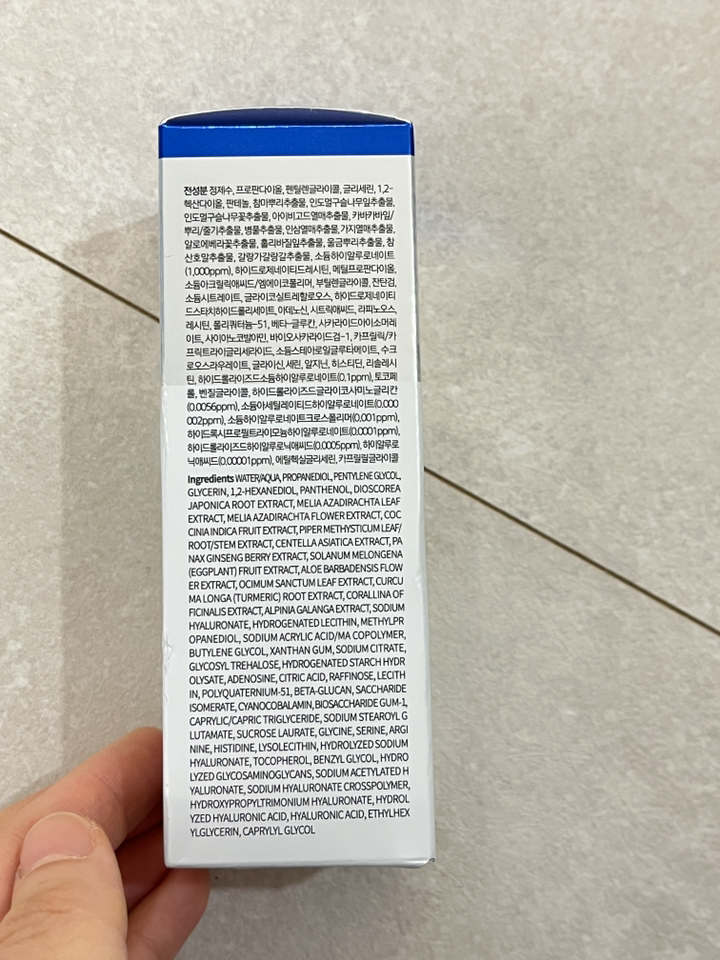 전성분 정제수, 프로판다이올, 펜틸렌글라이콜, 글리세린, 1,2-
헥산다이올, 판테놀, 참마뿌리추출물, 인도멀구슬나무잎추출물,
인도멀구슬나무꽃추출물, 아이비고드열매추출물, 카바카바잎/
뿌리/줄기추출물, 병풀추출물, 인삼열매추출물, 가지열매추출물,
알로에베라꽃추출물, 홀리바질잎추출물, 울금뿌리추출물, 참
산호말추출물, 갈랑가갈랑갈추출물, 소듐하이알루로네이트
(1,000ppm), 하이드로제네이티드레시틴, 메틸프로판다이올,
소듐아크릴릭애씨드/엠에이코폴리머, 부틸렌글라이콜, 잔탄검,
소듐시트레이트, 글라이코실트레할로오스, 하이드로제네이티
드스타치하이드롤리세이트, 아데노신, 시트릭애씨드, 라피노오스,
레시틴, 폴리쿼터늄-51, 베타-글루칸, 사카라이드아이소머레
이트, 사이아노코발아민, 바이오사카라이드검-1, 카프릴릭/카
프릭트라이글리세라이드, 소듐스테아로일글루타메이트, 수크
로오스라우레이트, 글라이신, 세린, 알지닌, 히스티딘, 리솔레시
틴, 하이드롤라이즈드소듐하이알루로네이트(0.1ppm), 토코페
롤, 벤질글라이콜, 하이드롤라이즈드글라이코사미노글리칸
(0.0056ppm), 소듐아세틸레이티드하이알루로네이트(0.000
002ppm), 소듐하이알루로네이트크로스폴리머(0.001ppm),
하이드록시프로필트라이모늄하이알루로네이트(0.0001ppm),
하이드롤라이즈드하이알루로닉애씨드(0.0005ppm), 하이알루로
닉애씨드(0.00001ppm), 에틸헥실글리세린, 카프릴릴글라이콜
Ingredients WATER/AQUA, PROPANEDIOL, PENTYLENE GLYCOL,
GLYCERIN, 1,2-HEXANEDIOL, PANTHENOL, DIOSCOREA
JAPONICA ROOT EXTRACT, MELIA AZADIRACHTA LEAF
EXTRACT, MELIA AZADIRACHTA FLOWER EXTRACT, COC
CINIA INDICA FRUIT EXTRACT, PIPER METHYSTICUM LEAF/
ROOT/STEM EXTRACT, CENTELLA ASIATICA EXTRACT, PA
NAX GINSENG BERRY EXTRACT, SOLANUM MELONGENA
(EGGPLANT) FRUIT EXTRACT, ALOE BARBADENSIS FLOW
ER EXTRACT, OCIMUM SANCTUM LEAF EXTRACT, CURCU
MA LONGA (TURMERIC) ROOT EXTRACT, CORALLINA OF
FICINALIS EXTRACT, ALPINIA GALANGA EXTRACT, SODIUM
HYALURONATE, HYDROGENATED LECITHIN, METHYLPR
OPANEDIOL, SODIUM ACRYLIC ACID/MA COPOLYMER,
BUTYLENE GLYCOL, XANTHAN GUM, SODIUM CITRATE,
GLYCOSYL TREHALOSE, HYDROGENATED STARCH HYDR
OLYSATE, ADENOSINE, CITRIC ACID, RAFFINOSE, LECITH
IN, POLYQUATERNIUM-51, BETA-GLUCAN, SACCHARIDE
ISOMERATE, CYANOCOBALAMIN, BIOSACCHARIDE GUM-1,
CAPRYLIC/CAPRIC TRIGLYCERIDE, SODIUM STEAROYL G
LUTAMATE, SUCROSE LAURATE, GLYCINE, SERINE, ARGI
NINE, HISTIDINE, LYSOLECITHIN, HYDROLYZED SODIUM
HYALURONATE, TOCOPHEROL, BENZYL GLYCOL, HYDRO
LYZED GLYCOSAMINOGLYCANS, SODIUM ACETYLATED H
YALURONATE, SODIUM HYALURONATE CROSSPOLYMER,
HYDROXYPROPYLTRIMONIUM HYALURONATE, HYDROL
YZED HYALURONIC ACID, HYALURONIC ACID, ETHYLHEX
YLGLYCERIN, CAPRYLYL GLYCOL